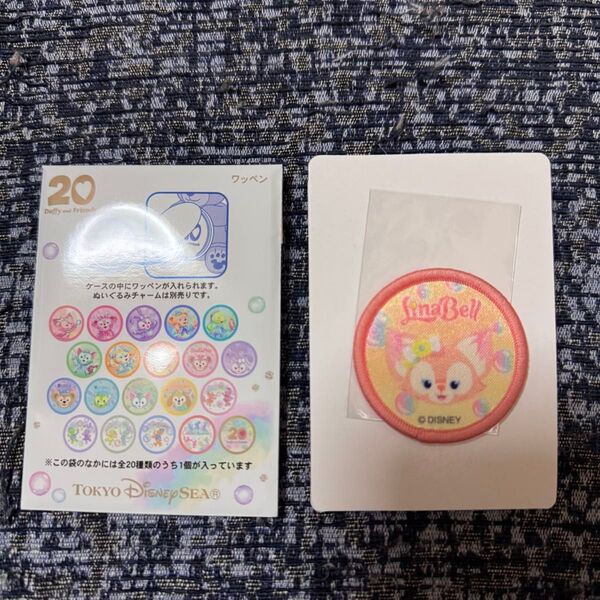 20
Duffy and Friends
ワッペン
ケースの中にワッペンが入れられます。
ぬいぐるみチャームは別売りです。
※この袋のなかには全20種類のうち1個が入っています
TOKYO DISNEYSEA®
LinaBell
© DISNEY